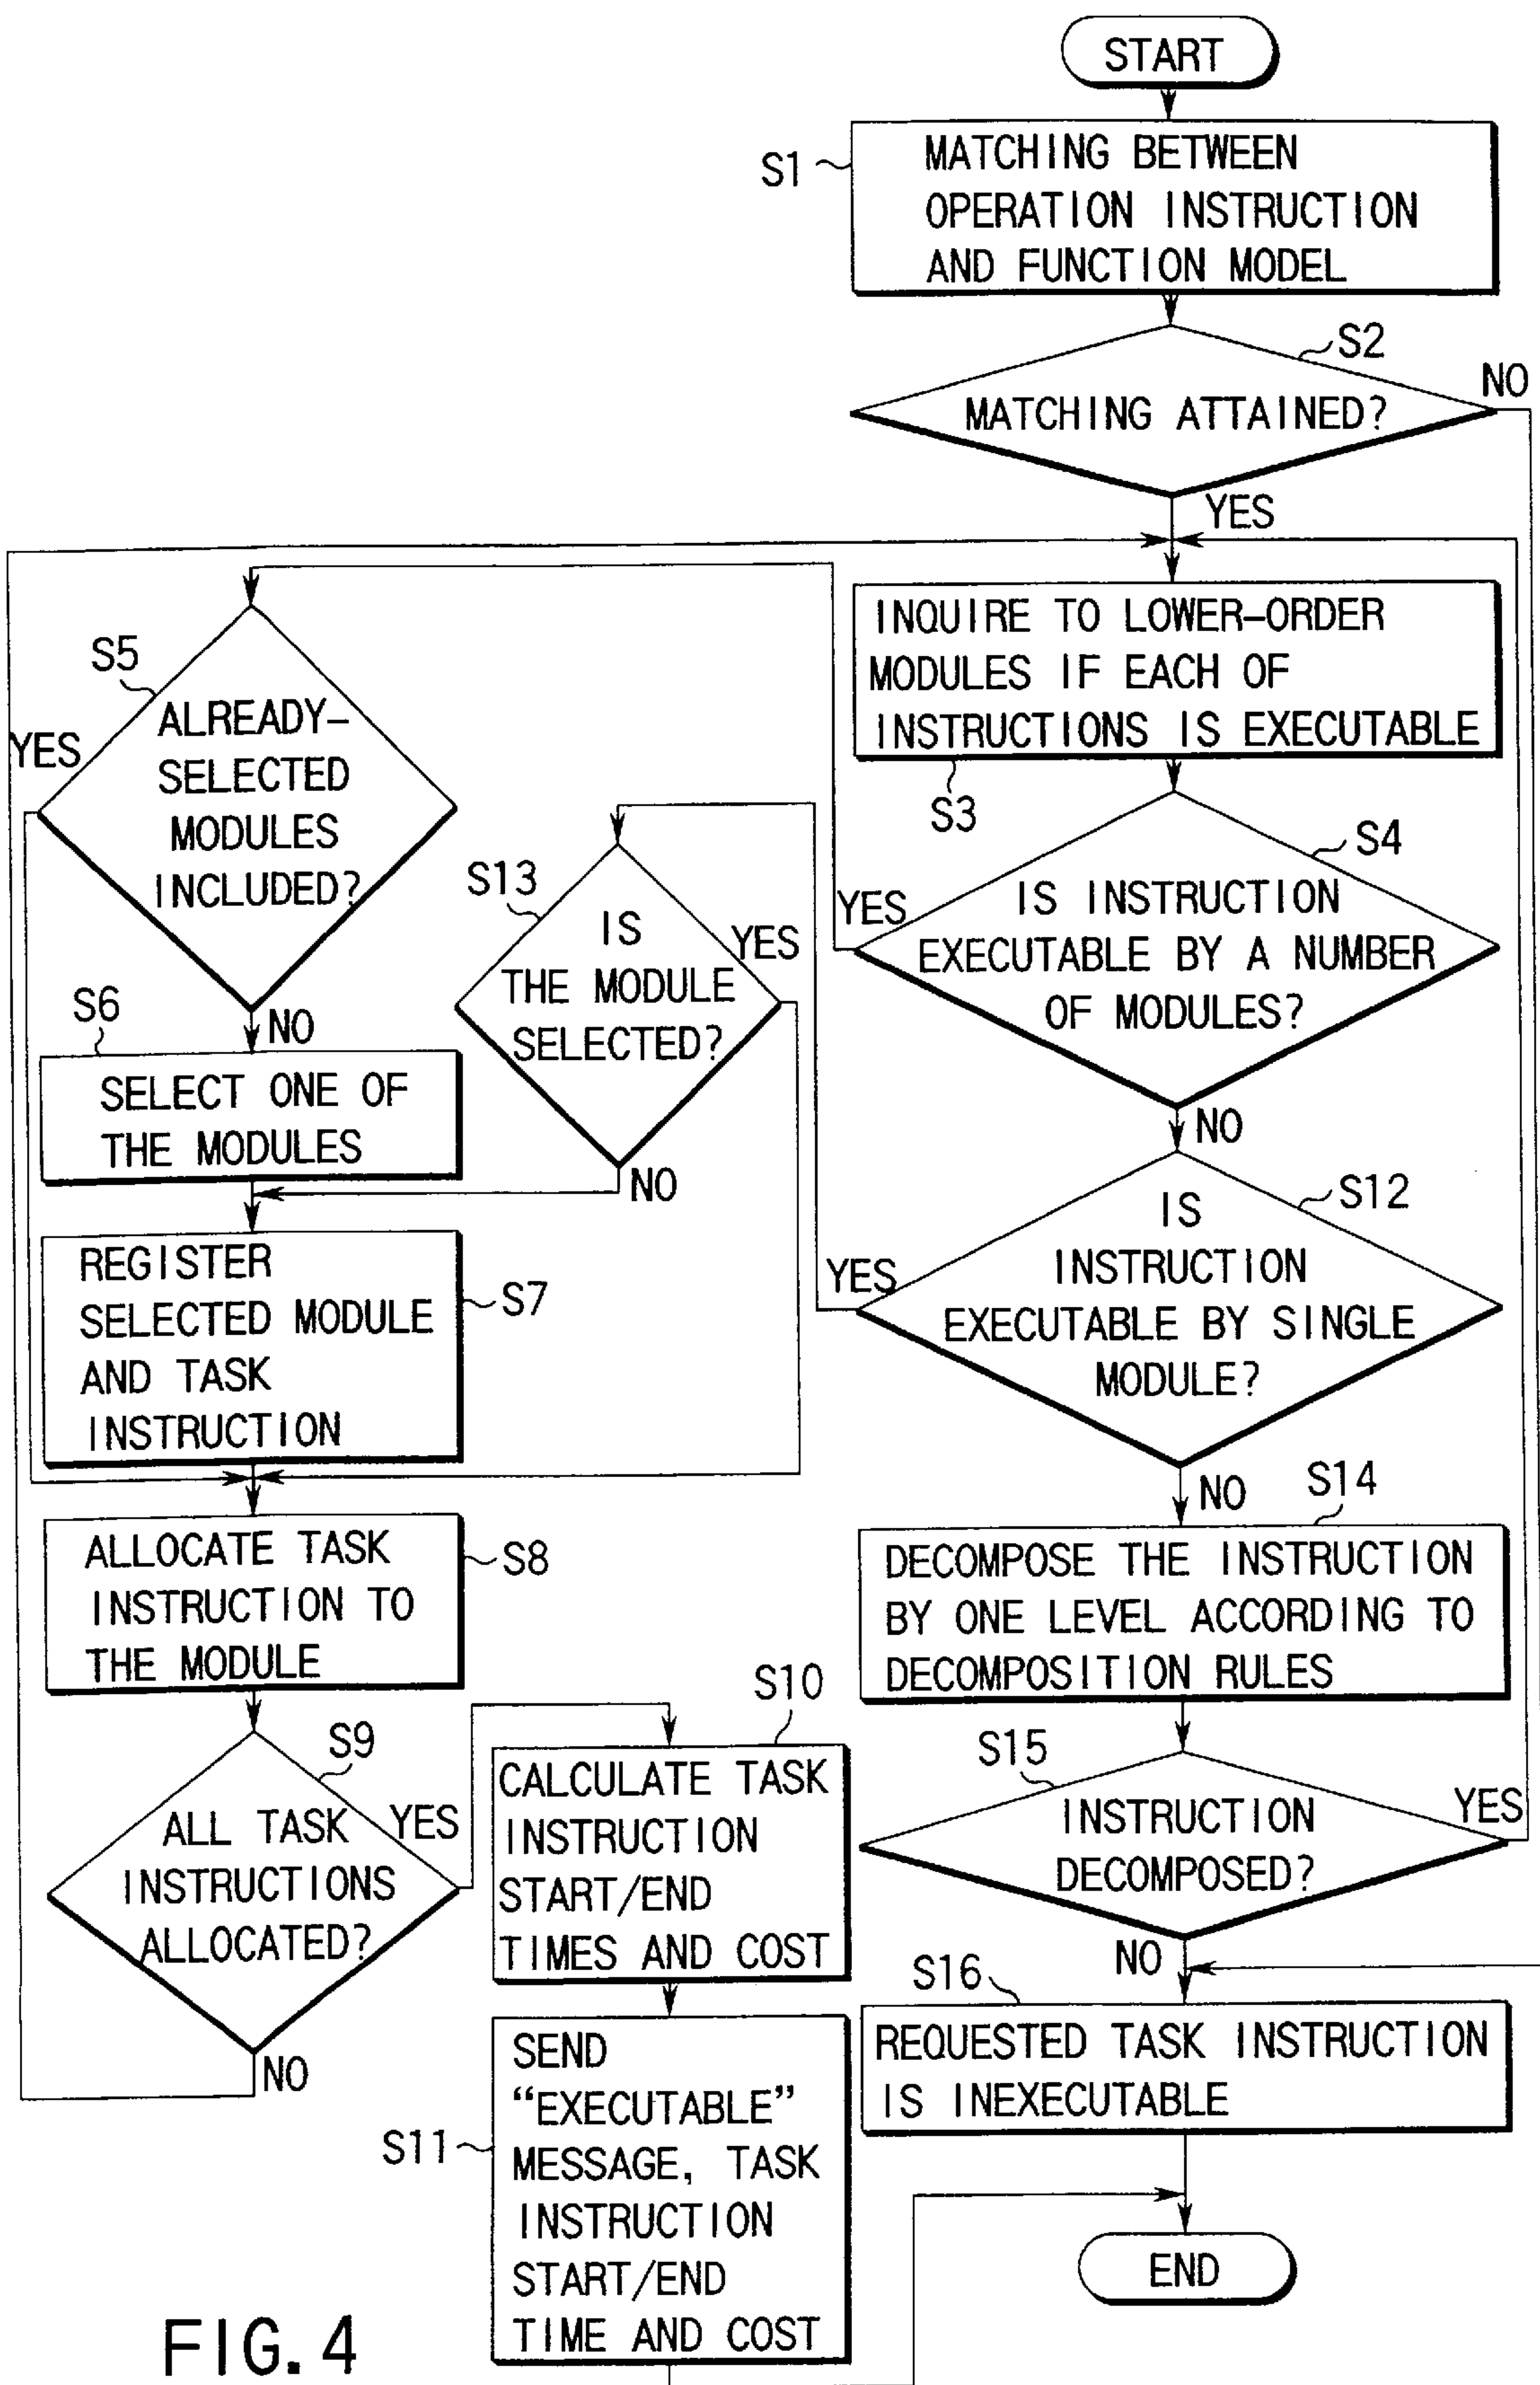 START
S1
MATCHING BETWEEN
OPERATION INSTRUCTION
AND FUNCTION MODEL
S2
NO
MATCHING ATTAINED?
YES
INQUIRE TO LOWER-ORDER
MODULES IF EACH OF
INSTRUCTIONS IS EXECUTABLE
S3
S4
YES
IS INSTRUCTION
EXECUTABLE BY A NUMBER
OF MODULES?
NO
S5
YES
ALREADY-
SELECTED
MODULES
INCLUDED?
NO
S6
SELECT ONE OF
THE MODULES
S13
YES
IS
THE MODULE
SELECTED?
NO
REGISTER
SELECTED MODULE
AND TASK
INSTRUCTION
S7
S12
YES
IS
INSTRUCTION
EXECUTABLE BY SINGLE
MODULE?
NO
S14
DECOMPOSE THE INSTRUCTION
BY ONE LEVEL ACCORDING TO
DECOMPOSITION RULES
ALLOCATE TASK
INSTRUCTION TO
THE MODULE
S8
S9
YES
ALL TASK
INSTRUCTIONS
ALLOCATED?
NO
S10
CALCULATE TASK
INSTRUCTION
START/END
TIMES AND COST
S15
YES
INSTRUCTION
DECOMPOSED?
NO
S16
REQUESTED TASK INSTRUCTION
IS INEXECUTABLE
S11
SEND
“EXECUTABLE”
MESSAGE, TASK
INSTRUCTION
START/END
TIME AND COST
END
FIG. 4